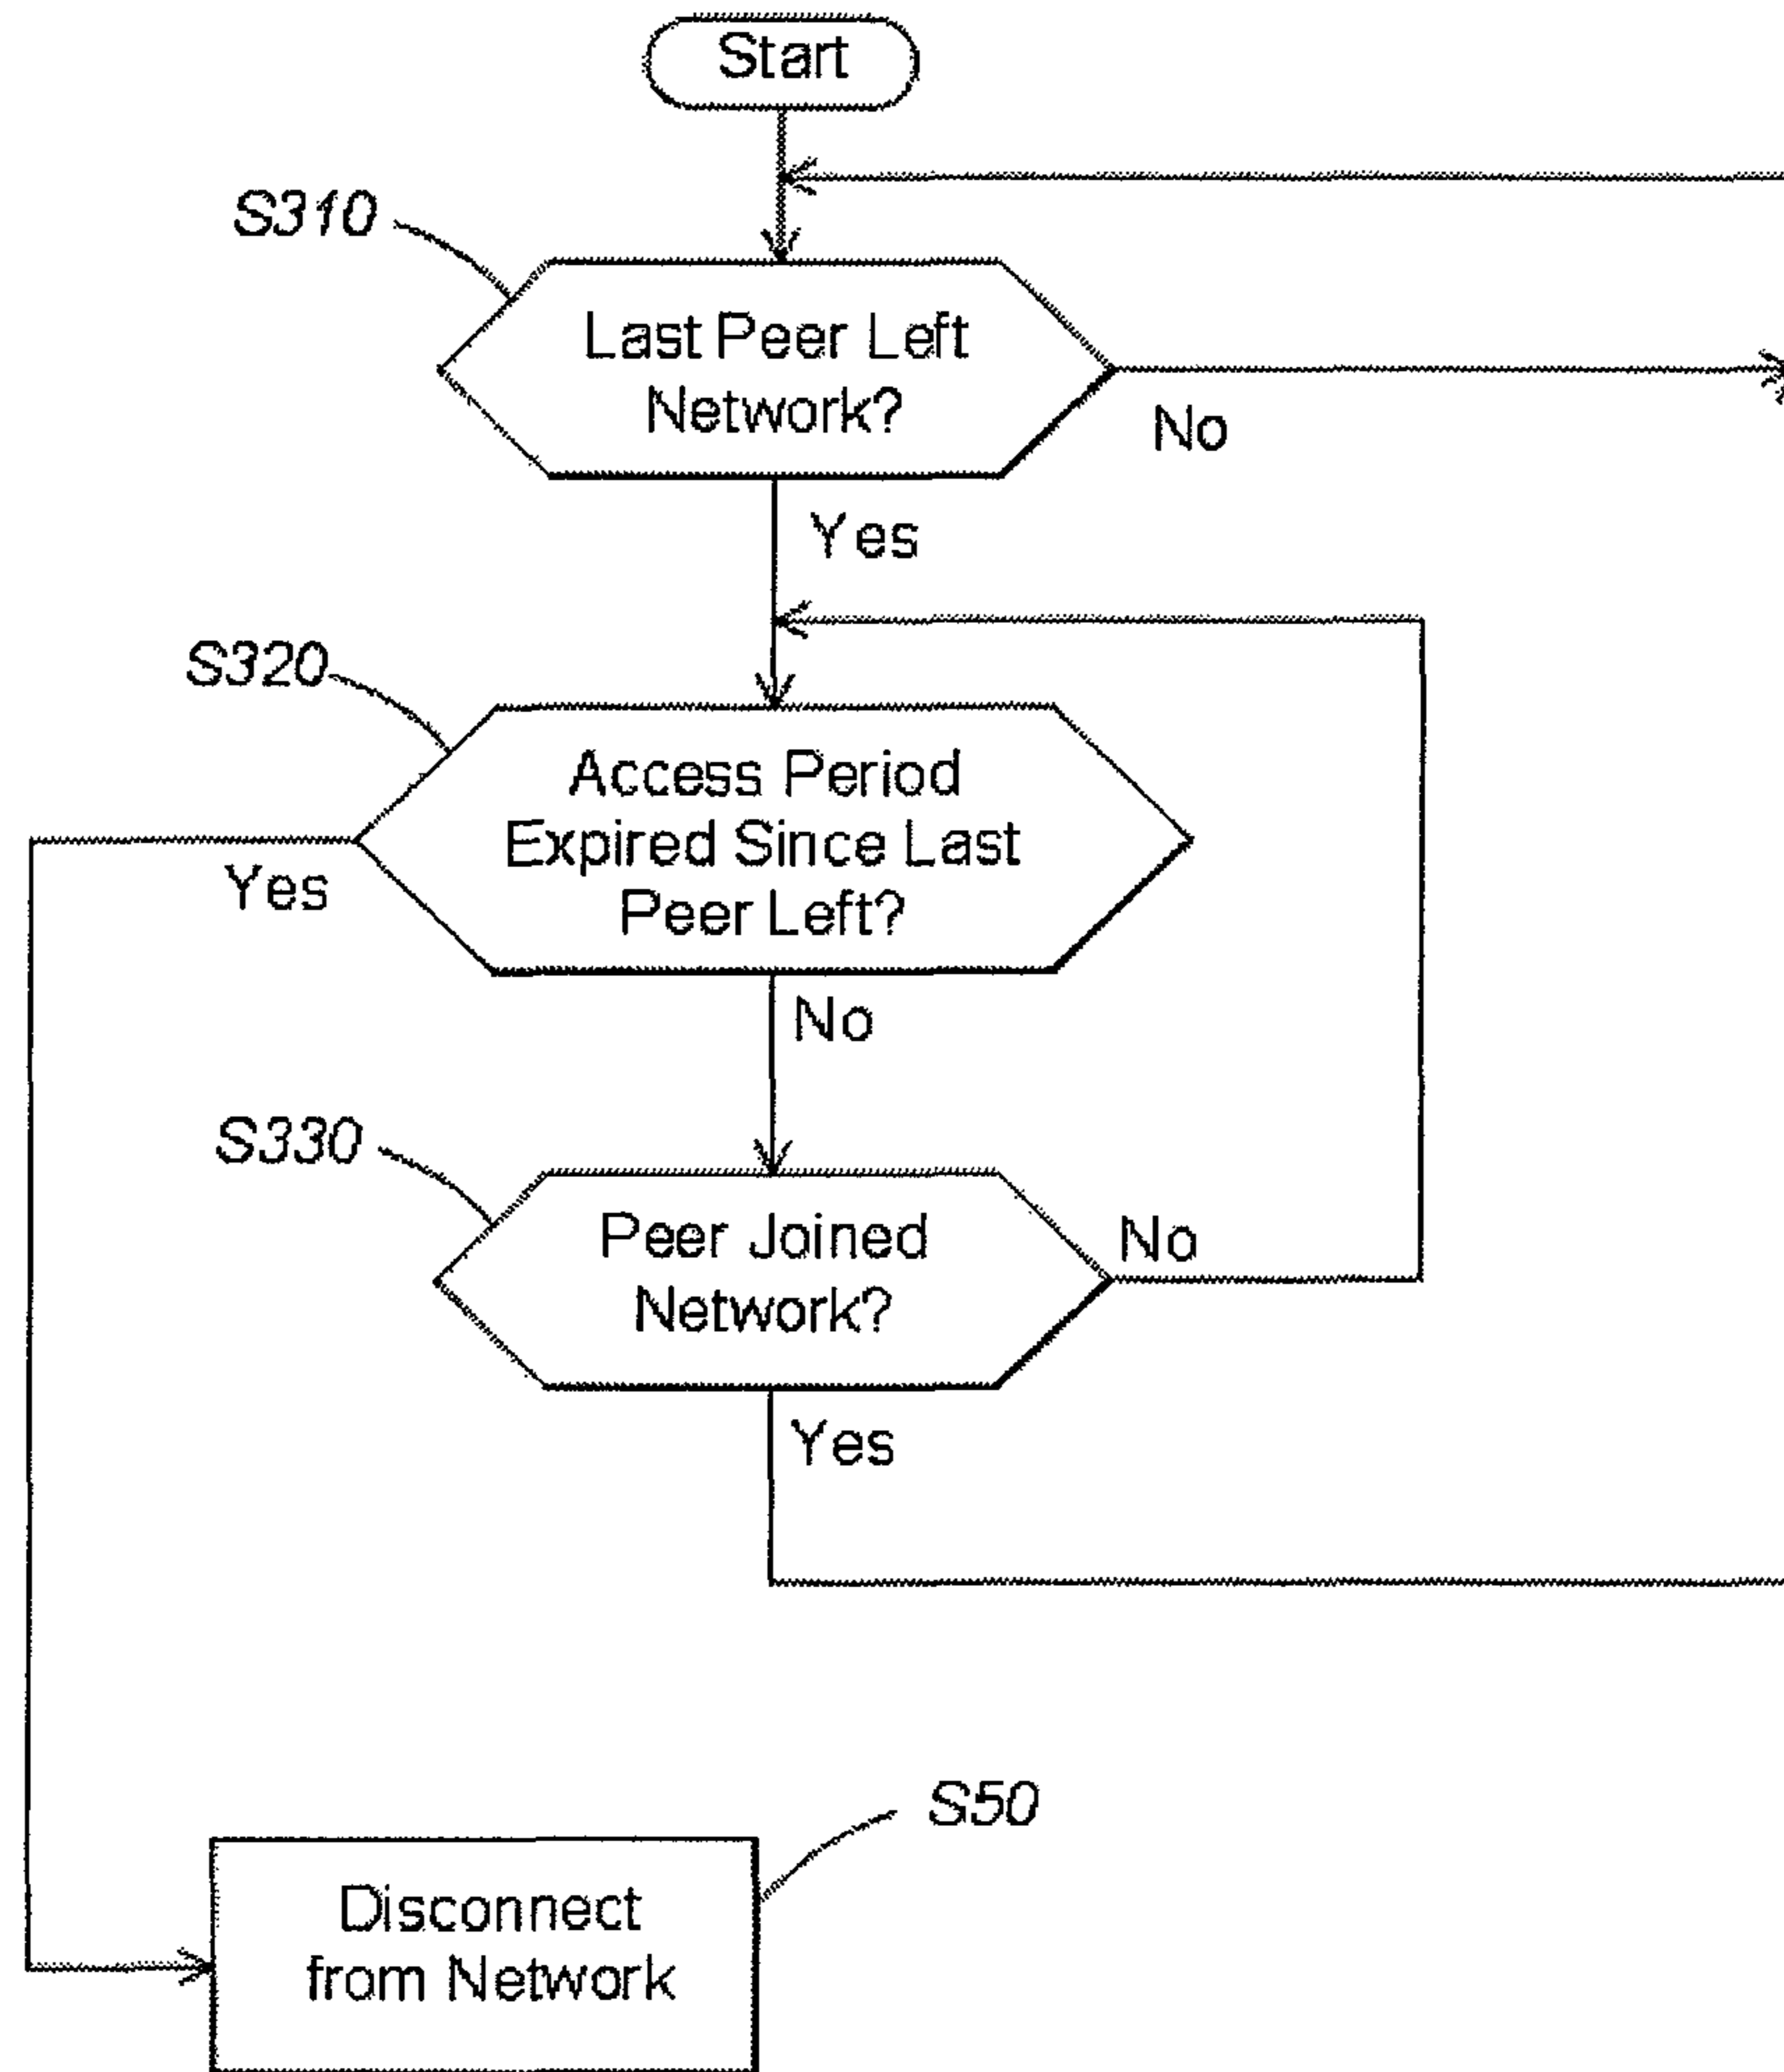 Start
S310
Last Peer Left
Network?
No
Yes
S320
Access Period
Expired Since Last
Peer Left?
Yes
No
S330
Peer Joined
Network?
No
Yes
S50
Disconnect
from Network